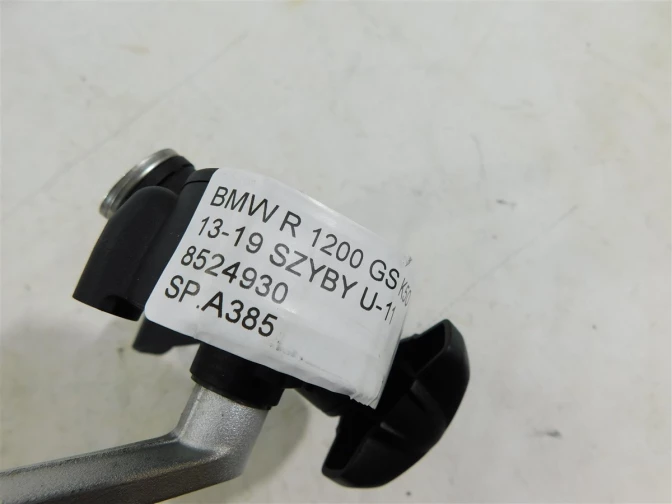 BMW R 1200 GS K50
13-19 SZYBY U-11
8524930
SP.A385